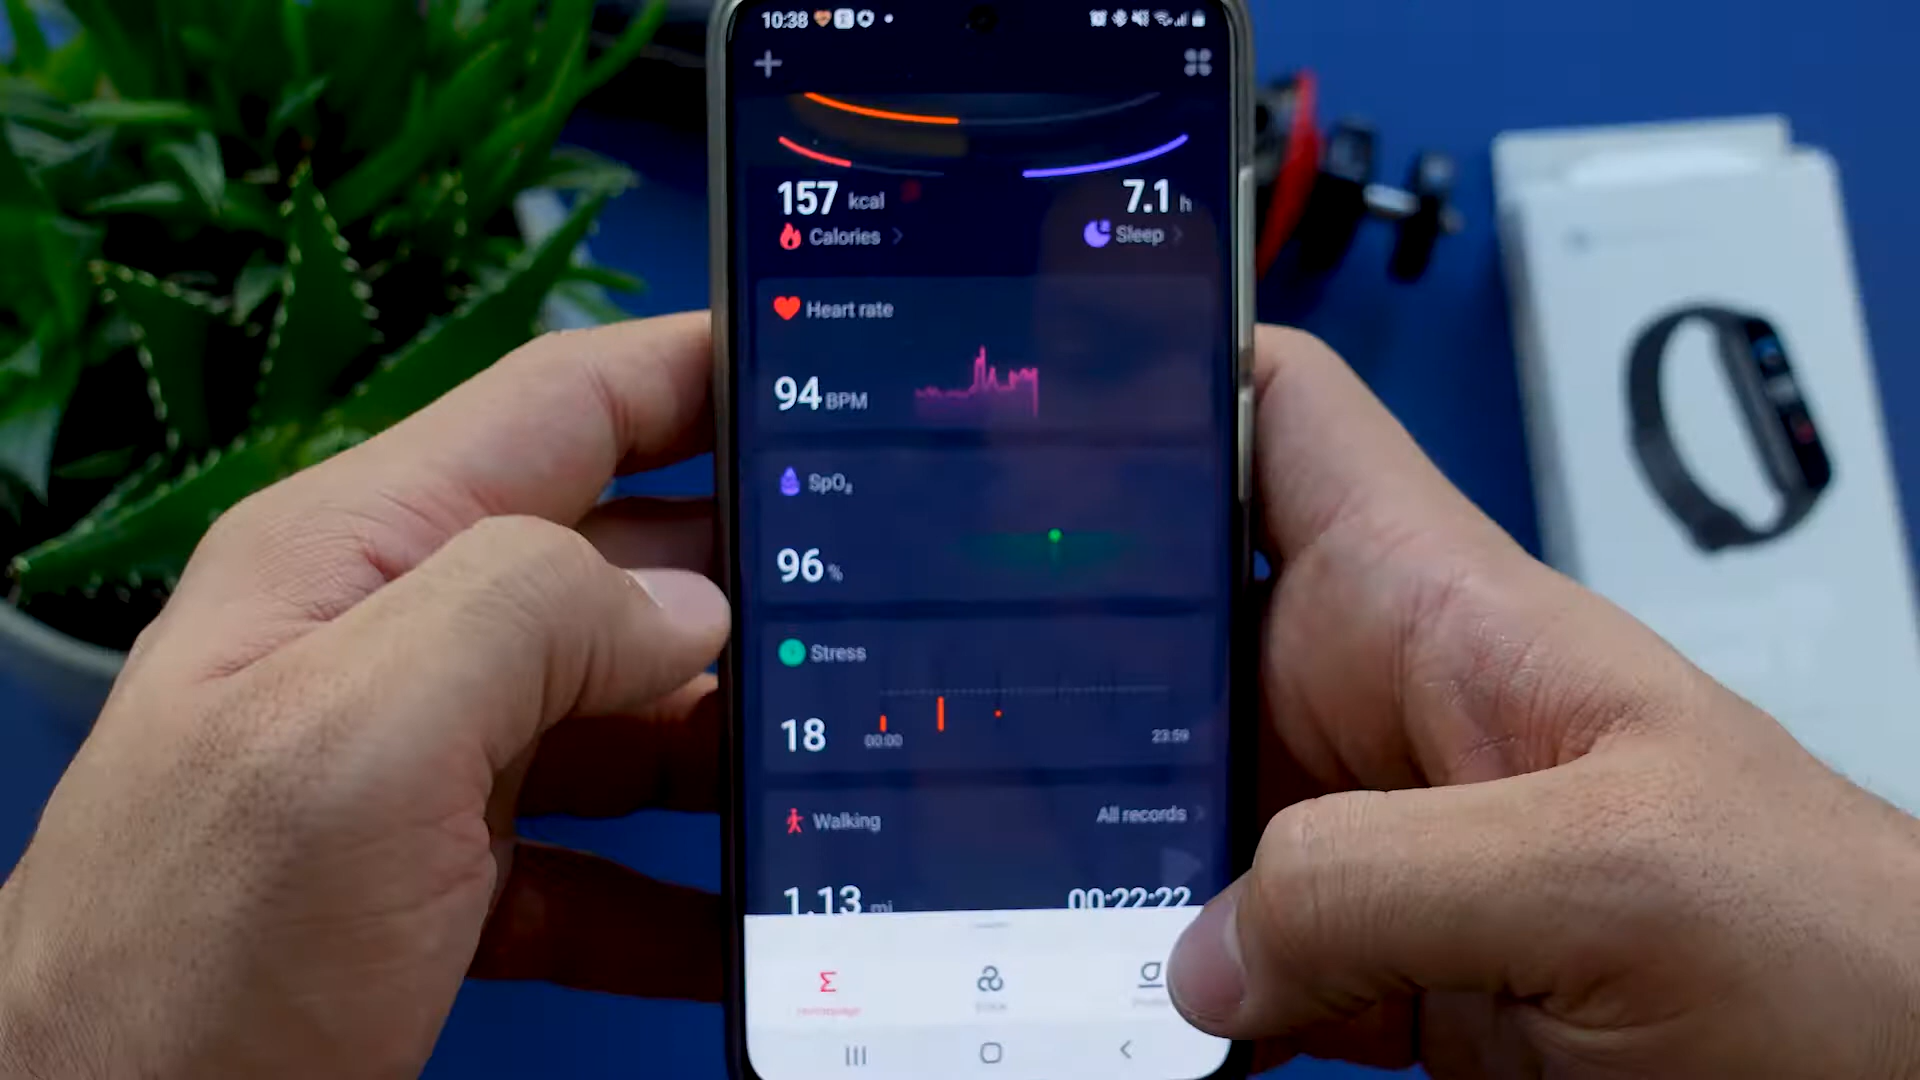 10:38
157 kcal
Calories
7.1 h
Sleep
Heart rate
94 BPM
SpO₂
96 %
Stress
18
00:00
23:59
Walking
All records
1.13 mi
00:22:22
Homepage